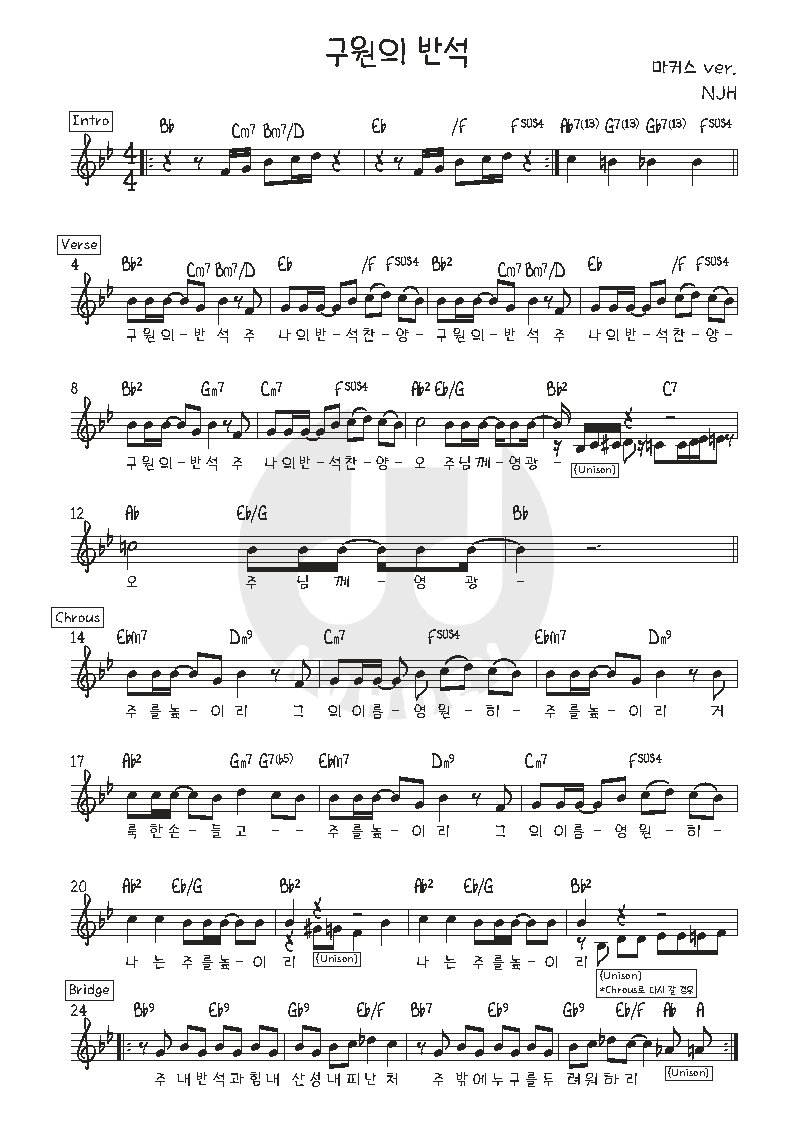 구원의 반석
마커스 ver.
NJH
Intro
Bb Cm7 Bm7/D Eb /F Fsus4 Ab7(13) G7(13) Gb7(13) Fsus4
4
4
Verse
4 Bb2 Cm7 Bm7/D Eb /F Fsus4 Bb2 Cm7 Bm7/D Eb /F Fsus4
구 원 의 - 반 석 주 나 의 반 - 석 찬 - 양 - 구 원 의 - 반 석 주 나 의 반 - 석 찬 - 양 -
8 Bb2 Gm7 Cm7 Fsus4 Ab2 Eb/G Bb2 C7
구 원 의 - 반 석 주 나 의 반 - 석 찬 - 양 - 오 주 님 께 - 영 광 -
(Unison)
12 Ab Eb/G Bb
오 주 님 께 - 영 광 -
Chrous
14 EbM7 Dm9 Cm7 Fsus4 EbM7 Dm9
주 를 높 - 이 리 그 의 이 름 - 영 원 - 하 - 주 를 높 - 이 리 거
17 Ab2 Gm7 G7(b5) EbM7 Dm9 Cm7 Fsus4
룩 한 손 - 들 고 - - 주 를 높 - 이 리 그 의 이 름 - 영 원 - 하 -
20 Ab2 Eb/G Bb2 Ab2 Eb/G Bb2
나 는 주 를 높 - 이 리 (Unison) 나 는 주 를 높 - 이 리
(Unison)
*Chrous로 다시 갈 경우
Bridge
24 Bb9 Eb9 Gb9 Eb/F Bb7 Eb9 Gb9 Eb/F Ab A
주 내 반 석 과 힘 내 산 성 내 피 난 처 주 밖 에 누 구 를 두 려 워 하 리
(Unison)